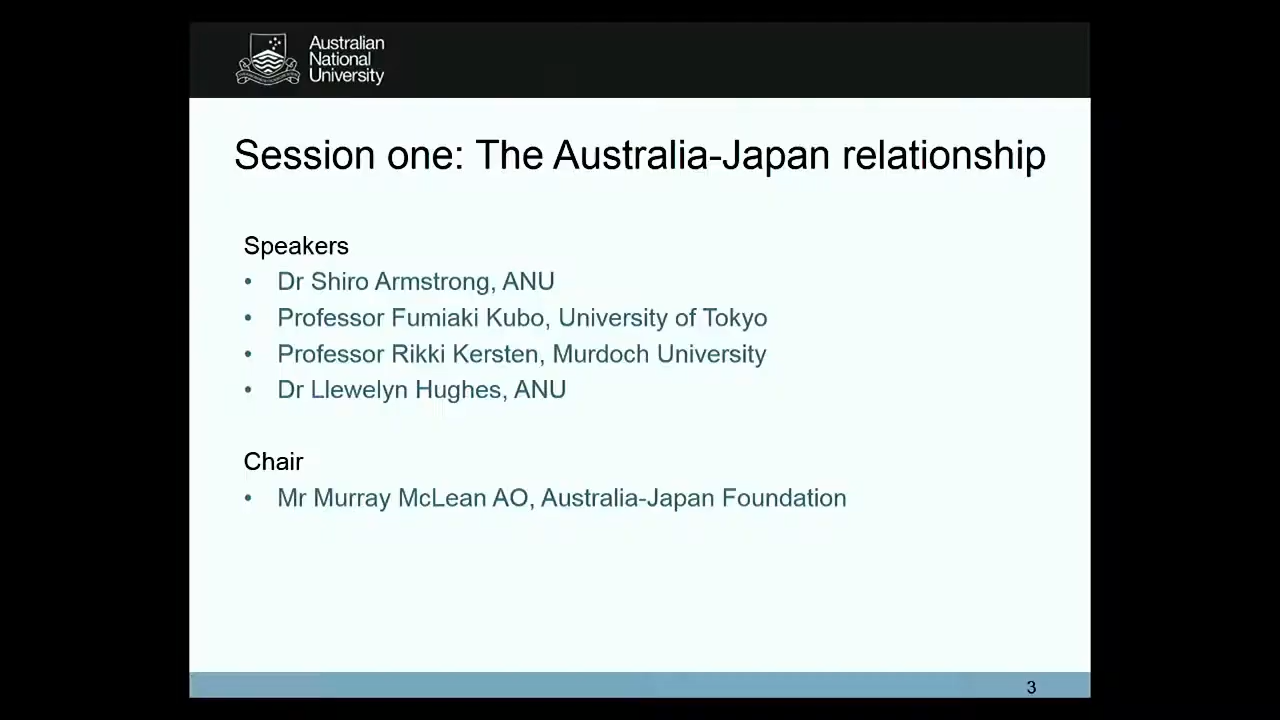 Australian
National
University
Session one: The Australia-Japan relationship
Speakers
• Dr Shiro Armstrong, ANU
• Professor Fumiaki Kubo, University of Tokyo
• Professor Rikki Kersten, Murdoch University
• Dr Llewelyn Hughes, ANU
Chair
• Mr Murray McLean AO, Australia-Japan Foundation
3